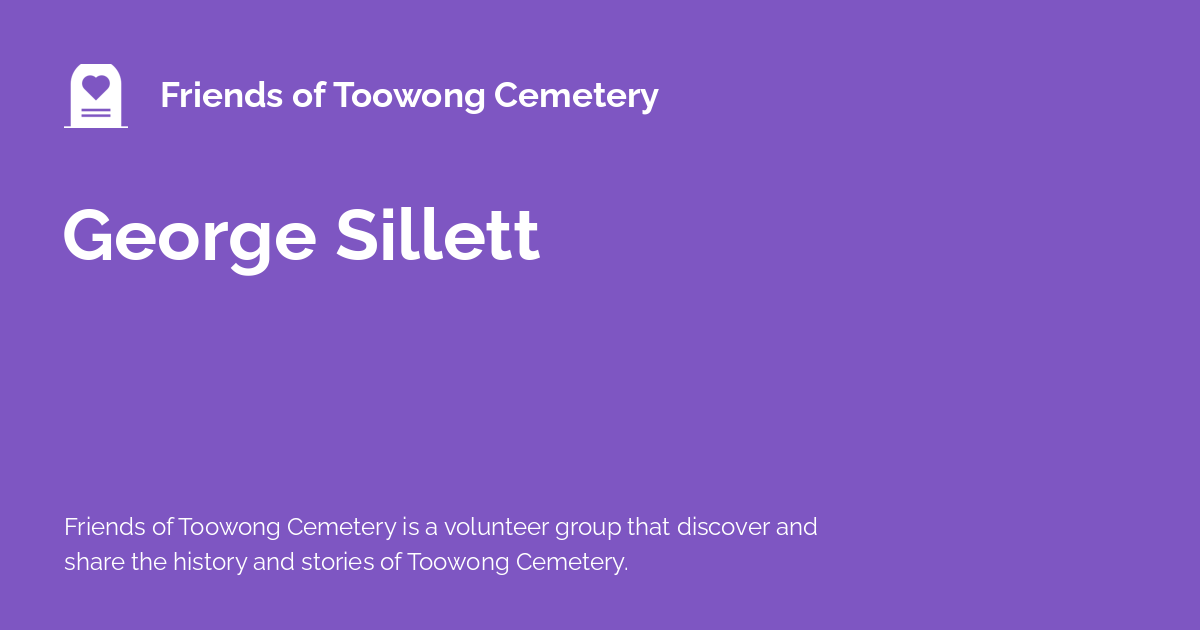 Friends of Toowong Cemetery
George Sillett
Friends of Toowong Cemetery is a volunteer group that discover and
share the history and stories of Toowong Cemetery.